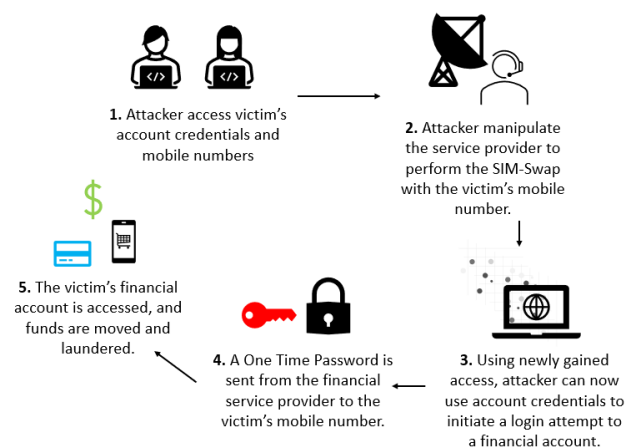 1. Attacker access victim's
account credentials and
mobile numbers
2. Attacker manipulate
the service provider to
perform the SIM-Swap
with the victim's mobile
number.
3. Using newly gained
access, attacker can now
use account credentials to
initiate a login attempt to
a financial account.
4. A One Time Password is
sent from the financial
service provider to the
victim's mobile number.
5. The victim's financial
account is accessed, and
funds are moved and
laundered.